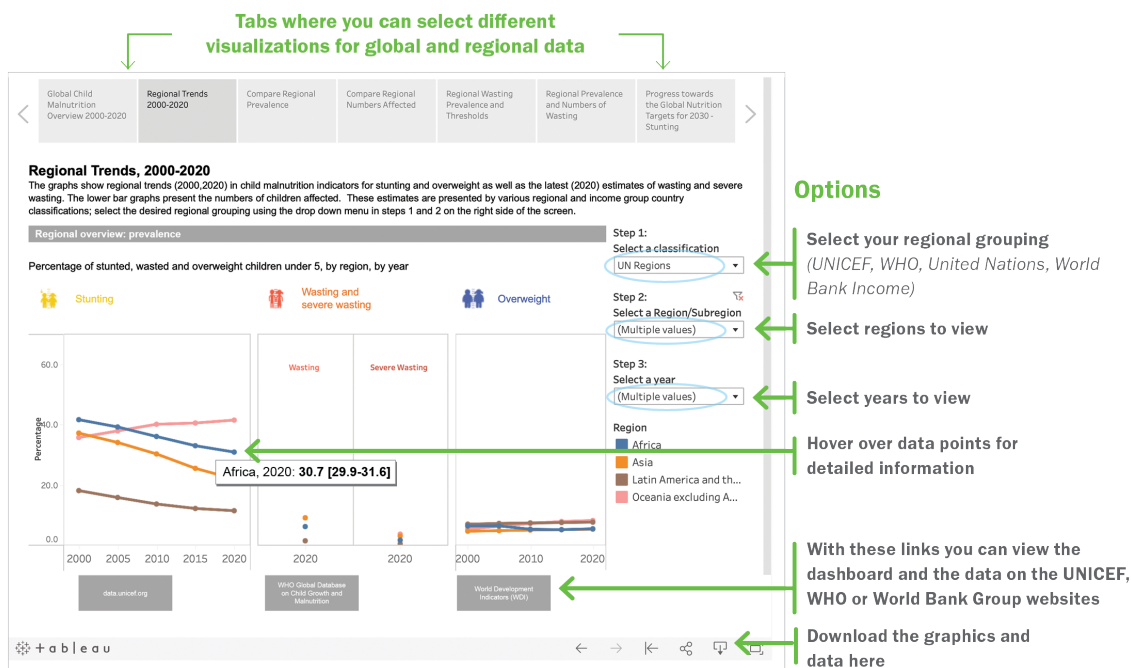 Tabs where you can select different
visualizations for global and regional data
Global Child
Malnutrition
Overview 2000-2020
Regional Trends
2000-2020
Compare Regional
Prevalence
Compare Regional
Numbers Affected
Regional Wasting
Prevalence and
Thresholds
Regional Prevalence
and Numbers of
Wasting
Progress towards
the Global Nutrition
Targets for 2030 -
Stunting
Regional Trends, 2000-2020
The graphs show regional trends (2000,2020) in child malnutrition indicators for stunting and overweight as well as the latest (2020) estimates of wasting and severe
wasting. The lower bar graphs present the numbers of children affected. These estimates are presented by various regional and income group country
classifications; select the desired regional grouping using the drop down menu in steps 1 and 2 on the right side of the screen.
Regional overview: prevalence
Percentage of stunted, wasted and overweight children under 5, by region, by year
Stunting
Wasting and
severe wasting
Overweight
Wasting
Severe Wasting
Percentage
60.0
40.0
20.0
0.0
Africa, 2020: 30.7 [29.9-31.6]
2000 2005 2010 2015 2020
2020
2020
2000 2010 2020
data.unicef.org
WHO Global Database
on Child Growth and
Malnutrition
World Development
Indicators (WDI)
Step 1:
Select a classification
UN Regions
Step 2:
Select a Region/Subregion
(Multiple values)
Step 3:
Select a year
(Multiple values)
Region
Africa
Asia
Latin America and th...
Oceania excluding A...
Options
Select your regional grouping
(UNICEF, WHO, United Nations, World
Bank Income)
Select regions to view
Select years to view
Hover over data points for
detailed information
With these links you can view the
dashboard and the data on the UNICEF,
WHO or World Bank Group websites
Download the graphics and
data here
+ableau